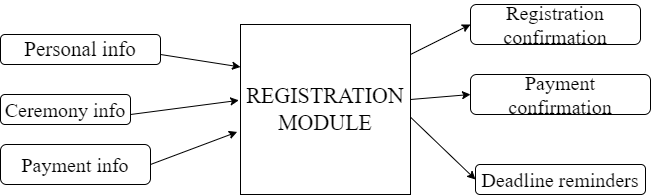 Personal info
Ceremony info
Payment info
REGISTRATION
MODULE
Registration
confirmation
Payment
confirmation
Deadline reminders